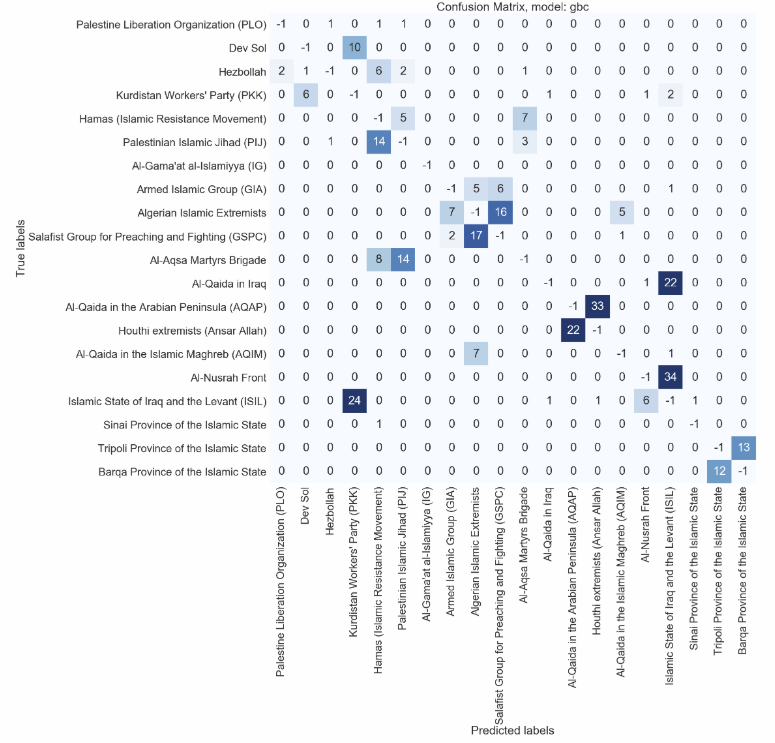 Confusion Matrix, model: gbc
True labels
Palestine Liberation Organization (PLO) -1 0 1 0 1 1 0 0 0 0 0 0 0 0 0 0 0 0 0 0
Dev Sol 0 -1 0 10 0 0 0 0 0 0 0 0 0 0 0 0 0 0 0 0
Hezbollah 2 1 -1 0 6 2 0 0 0 0 1 0 0 0 0 0 0 0 0 0
Kurdistan Workers' Party (PKK) 0 6 0 -1 0 0 0 0 0 0 0 1 0 0 0 1 2 0 0 0
Hamas (Islamic Resistance Movement) 0 0 0 0 -1 5 0 0 0 0 7 0 0 0 0 0 0 0 0 0
Palestinian Islamic Jihad (PIJ) 0 0 1 0 14 -1 0 0 0 0 3 0 0 0 0 0 0 0 0 0
Al-Gama'at al-Islamiyya (IG) 0 0 0 0 0 0 -1 0 0 0 0 0 0 0 0 0 0 0 0 0
Armed Islamic Group (GIA) 0 0 0 0 0 0 0 -1 5 6 0 0 0 0 0 0 1 0 0 0
Algerian Islamic Extremists 0 0 0 0 0 0 0 7 -1 16 0 0 0 0 5 0 0 0 0 0
Salafist Group for Preaching and Fighting (GSPC) 0 0 0 0 0 0 0 2 17 -1 0 0 0 0 1 0 0 0 0 0
Al-Aqsa Martyrs Brigade 0 0 0 0 8 14 0 0 0 0 -1 0 0 0 0 0 0 0 0 0
Al-Qaida in Iraq 0 0 0 0 0 0 0 0 0 0 0 -1 0 0 0 1 22 0 0 0
Al-Qaida in the Arabian Peninsula (AQAP) 0 0 0 0 0 0 0 0 0 0 0 0 -1 33 0 0 0 0 0 0
Houthi extremists (Ansar Allah) 0 0 0 0 0 0 0 0 0 0 0 0 22 -1 0 0 0 0 0 0
Al-Qaida in the Islamic Maghreb (AQIM) 0 0 0 0 0 0 0 0 7 0 0 0 0 0 -1 0 1 0 0 0
Al-Nusrah Front 0 0 0 0 0 0 0 0 0 0 0 0 0 0 0 -1 34 0 0 0
Islamic State of Iraq and the Levant (ISIL) 0 0 0 24 0 0 0 0 0 0 0 1 0 1 0 6 -1 1 0 0
Sinai Province of the Islamic State 0 0 0 0 1 0 0 0 0 0 0 0 0 0 0 0 0 -1 0 0
Tripoli Province of the Islamic State 0 0 0 0 0 0 0 0 0 0 0 0 0 0 0 0 0 0 -1 13
Barqa Province of the Islamic State 0 0 0 0 0 0 0 0 0 0 0 0 0 0 0 0 0 0 12 -1
Palestine Liberation Organization (PLO)
Dev Sol
Hezbollah
Kurdistan Workers' Party (PKK)
Hamas (Islamic Resistance Movement)
Palestinian Islamic Jihad (PIJ)
Al-Gama'at al-Islamiyya (IG)
Armed Islamic Group (GIA)
Algerian Islamic Extremists
Salafist Group for Preaching and Fighting (GSPC)
Al-Aqsa Martyrs Brigade
Al-Qaida in Iraq
Al-Qaida in the Arabian Peninsula (AQAP)
Houthi extremists (Ansar Allah)
Al-Qaida in the Islamic Maghreb (AQIM)
Al-Nusrah Front
Islamic State of Iraq and the Levant (ISIL)
Sinai Province of the Islamic State
Tripoli Province of the Islamic State
Barqa Province of the Islamic State
Predicted labels